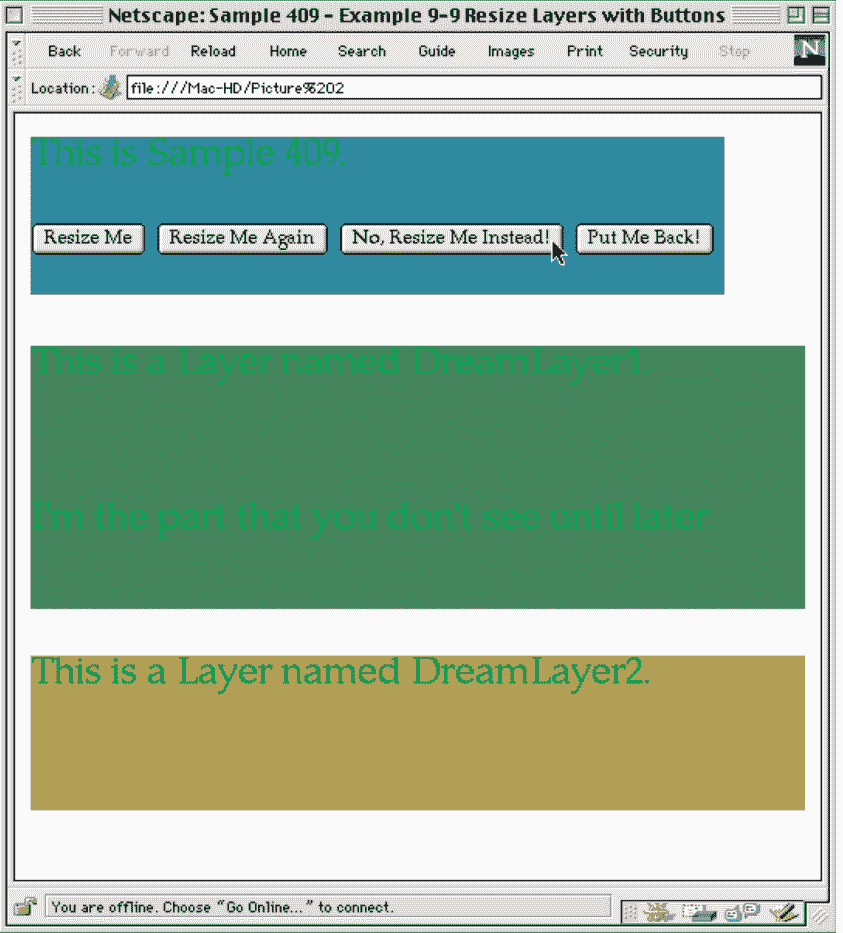 Netscape: Sample 409 - Example 9-9 Resize Layers with Buttons
Back Forward Reload Home Search Guide Images Print Security Stop N
Location: file:///Mac-HD/Picture%202
This is Sample 409.
Resize Me Resize Me Again No, Resize Me Instead! Put Me Back!
This is a Layer named DreamLayer1.
I'm the part that you don't see until later.
This is a Layer named DreamLayer2.
You are offline. Choose “Go Online...” to connect.